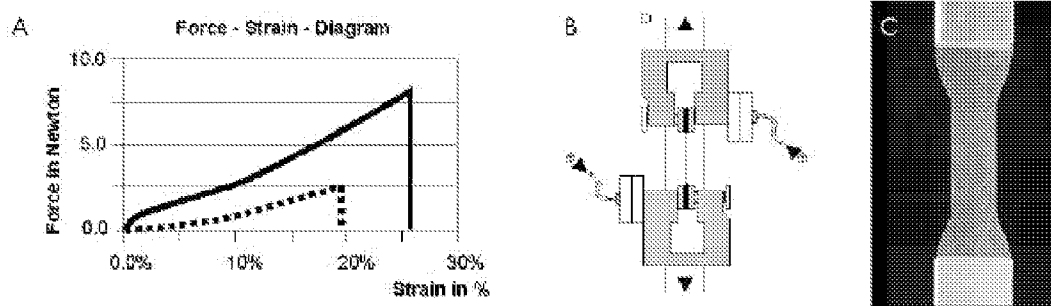 A
Force - Strain - Diagram
Force in Newton
10.0
5.0
0.0
0.0%
10%
20%
30%
Strain in %
B
C